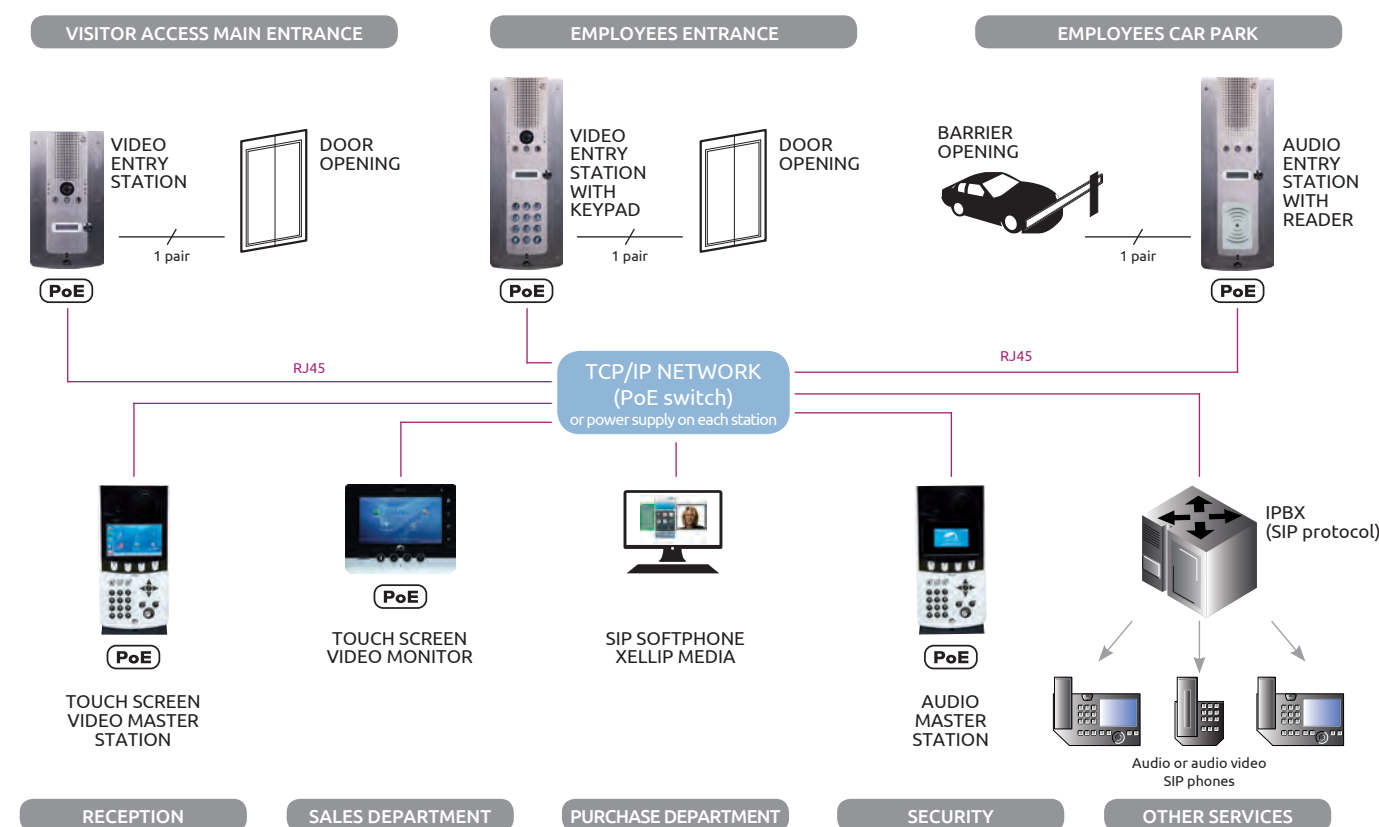 VISITOR ACCESS MAIN ENTRANCE
EMPLOYEES ENTRANCE
EMPLOYEES CAR PARK
VIDEO
ENTRY
STATION
DOOR
OPENING
1 pair
PoE
VIDEO
ENTRY
STATION
WITH
KEYPAD
DOOR
OPENING
1 pair
PoE
BARRIER
OPENING
AUDIO
ENTRY
STATION
WITH
READER
1 pair
PoE
RJ45
TCP/IP NETWORK
(PoE switch)
or power supply on each station
RJ45
PoE
TOUCH SCREEN
VIDEO MASTER
STATION
PoE
TOUCH SCREEN
VIDEO MONITOR
SIP SOFTPHONE
XELLIP MEDIA
PoE
AUDIO
MASTER
STATION
IPBX
(SIP protocol)
Audio or audio video
SIP phones
RECEPTION
SALES DEPARTMENT
PURCHASE DEPARTMENT
SECURITY
OTHER SERVICES